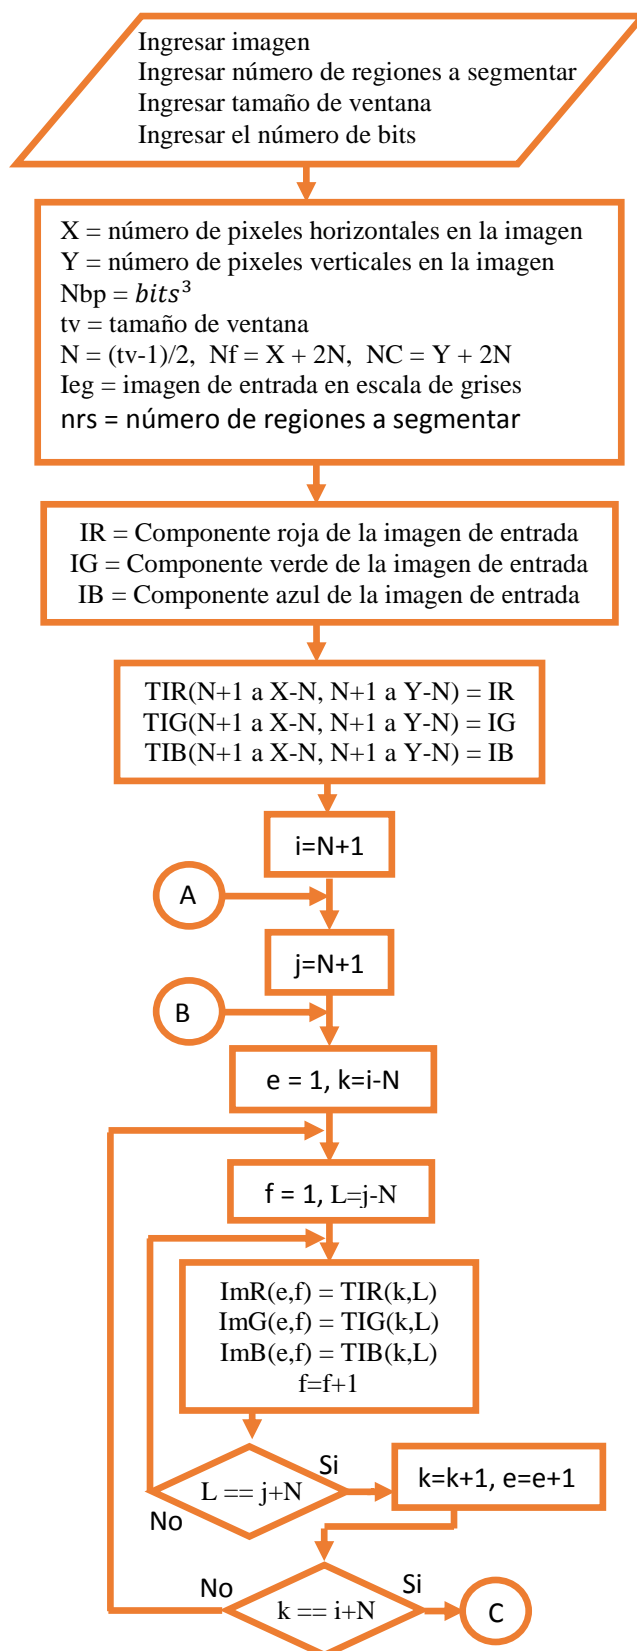 Ingresar imagen
Ingresar número de regiones a segmentar
Ingresar tamaño de ventana
Ingresar el número de bits
X = número de pixeles horizontales en la imagen
Y = número de pixeles verticales en la imagen
Nbp = bits³
tv = tamaño de ventana
N = (tv-1)/2, Nf = X + 2N, NC = Y + 2N
Ieg = imagen de entrada en escala de grises
nrs = número de regiones a segmentar
IR = Componente roja de la imagen de entrada
IG = Componente verde de la imagen de entrada
IB = Componente azul de la imagen de entrada
TIR(N+1 a X-N, N+1 a Y-N) = IR
TIG(N+1 a X-N, N+1 a Y-N) = IG
TIB(N+1 a X-N, N+1 a Y-N) = IB
i=N+1
A
j=N+1
B
e = 1, k=i-N
f = 1, L=j-N
ImR(e,f) = TIR(k,L)
ImG(e,f) = TIG(k,L)
ImB(e,f) = TIB(k,L)
f=f+1
L == j+N
Si
No
k=k+1, e=e+1
No
k == i+N
Si
C